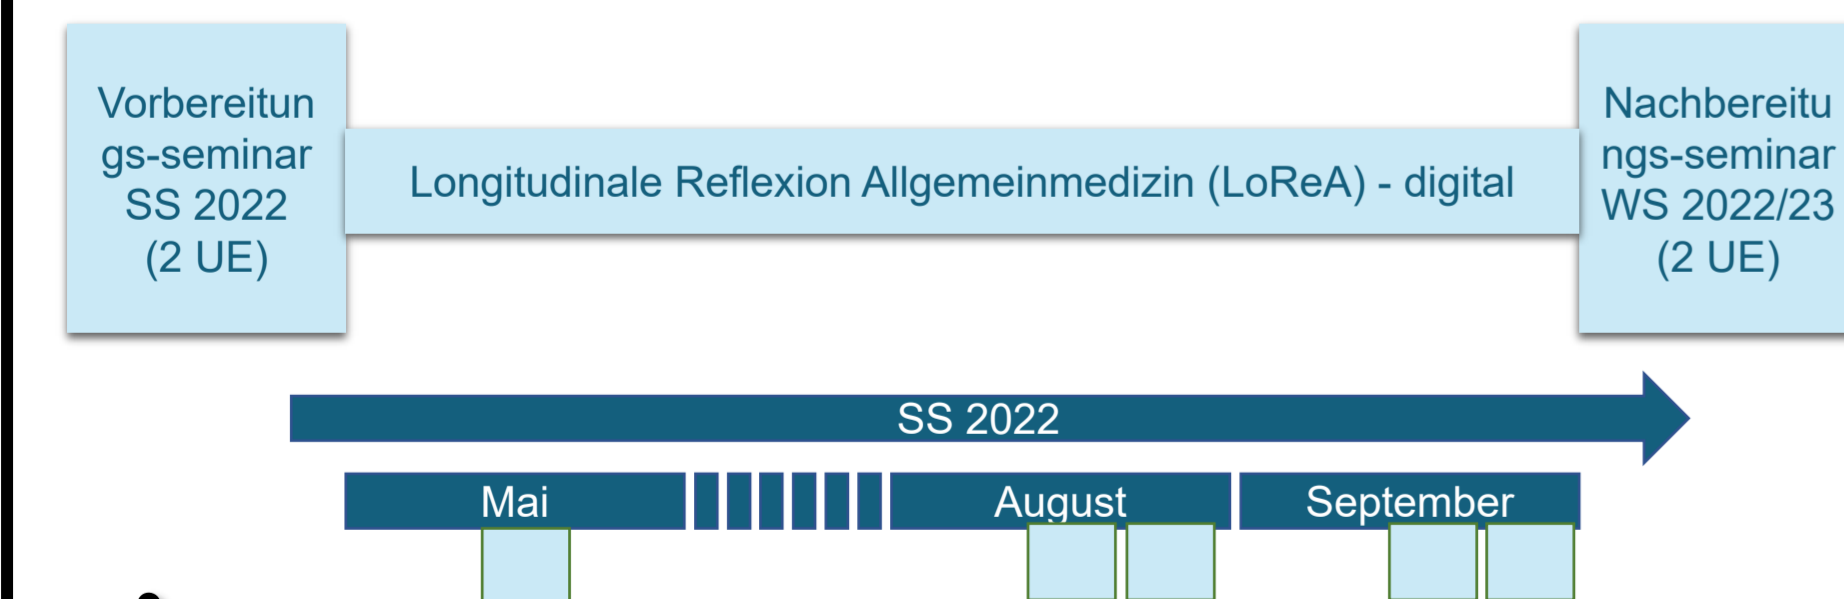 Vorbereitun
gs-seminar
SS 2022
(2 UE)
Longitudinale Reflexion Allgemeinmedizin (LoReA) - digital
Nachbereitu
ngs-seminar
WS 2022/23
(2 UE)
SS 2022
Mai
August
September